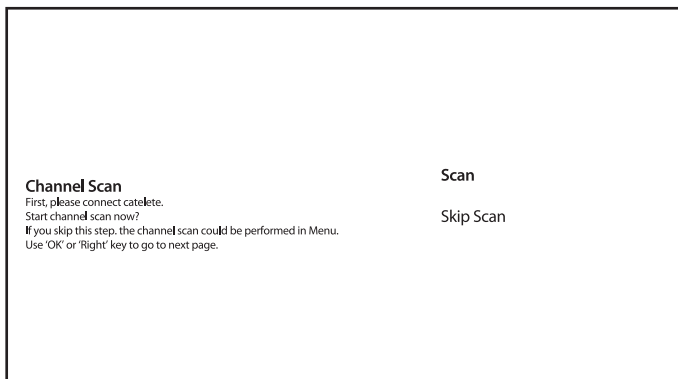 Channel Scan
First, please connect catelete.
Start channel scan now?
If you skip this step. the channel scan could be performed in Menu.
Use ‘OK’ or ‘Right’ key to go to next page.
Scan
Skip Scan